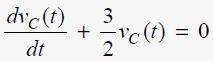 dv_C(t)/dt + 3/2 v_C(t) = 0